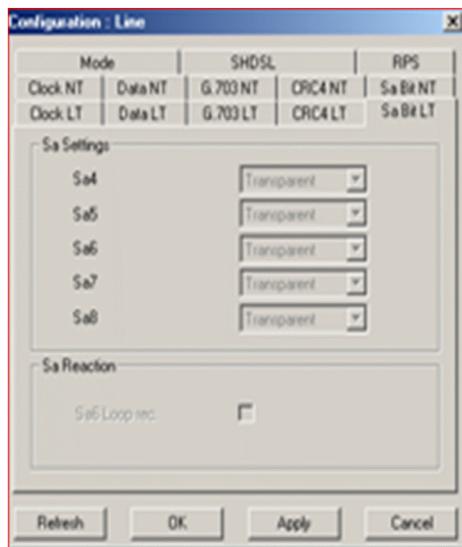 Configuration : Line
Mode SHDSL RPS
Clock NT Data NT G.703 NT CRC4 NT Sa Bit NT
Clock LT Data LT G.703 LT CRC4 LT Sa Bit LT
Sa Settings
Sa4 Transparent
Sa5 Transparent
Sa6 Transparent
Sa7 Transparent
Sa8 Transparent
Sa Reaction
Sa6 Loop rec.
Refresh OK Apply Cancel